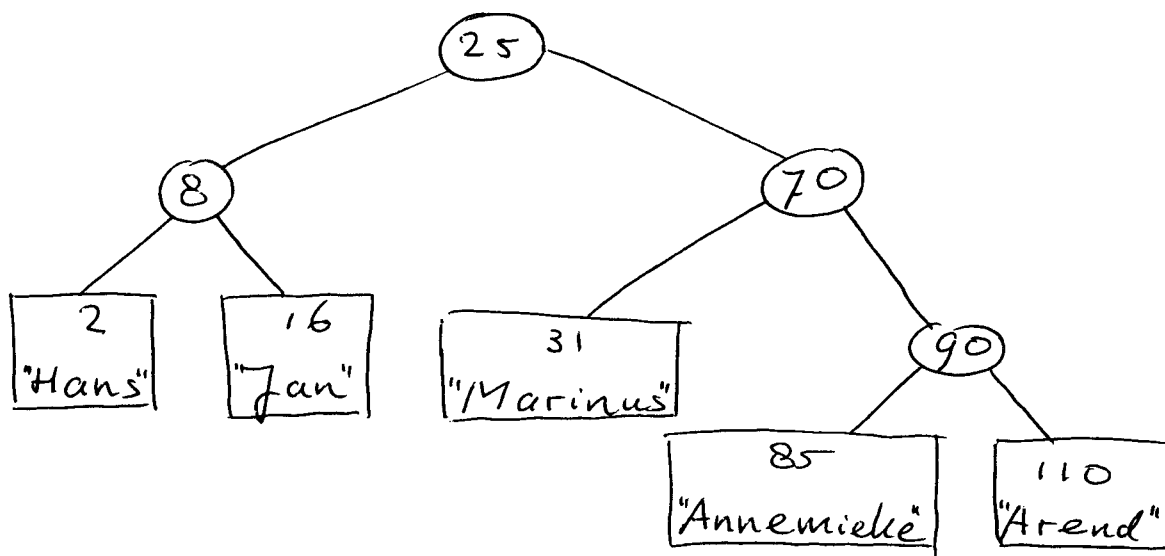 25
8
70
2
"Hans"
16
"Jan"
31
"Marinus"
90
85
"Annemieke"
110
"Arend"